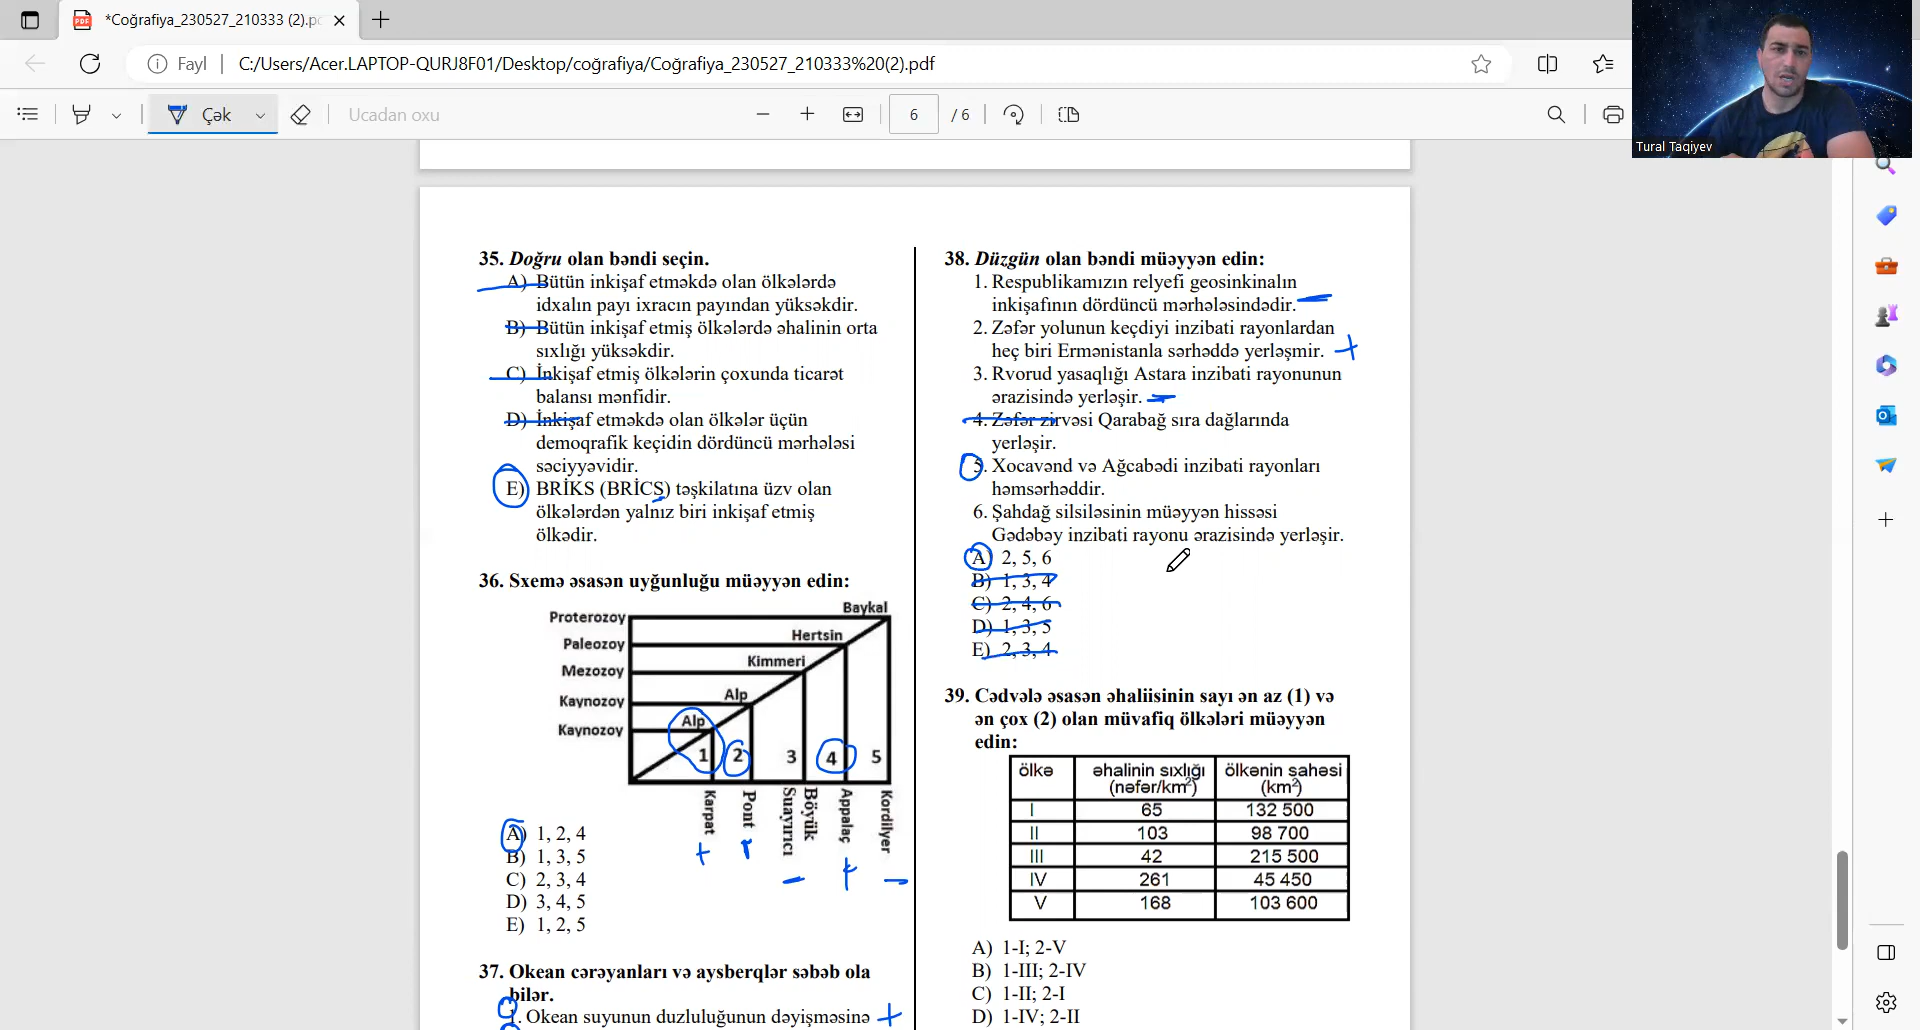 *Coğrafiya_230527_210333 (2).pd
Fayl
C:/Users/Acer.LAPTOP-QURJ8F01/Desktop/coğrafiya/Coğrafiya_230527_210333%20(2).pdf
Çək
Ucadan oxu
6
/ 6
Tural Taqiyev
35. Doğru olan bəndi seçin.
A) Bütün inkişaf etməkdə olan ölkələrdə
idxalın payı ixracın payından yüksəkdir.
B) Bütün inkişaf etmiş ölkələrdə əhalinin orta
sıxlığı yüksəkdir.
C) İnkişaf etmiş ölkələrin çoxunda ticarət
balansı mənfidir.
D) İnkişaf etməkdə olan ölkələr üçün
demoqrafik keçidin dördüncü mərhələsi
səciyyəvidir.
E) BRİKS (BRİCS) təşkilatına üzv olan
ölkələrdən yalnız biri inkişaf etmiş
ölkədir.
36. Sxemə əsasən uyğunluğu müəyyən edin:
Baykal
Proterozoy
Hertsin
Paleozoy
Kimmeri
Mezozoy
Alp
Kaynozoy
Alp
Kaynozoy
1 2 3 4 5
Karpat
Pont
Suayırıcı
Böyük
Appalaç
Kordilyer
A) 1, 2, 4
B) 1, 3, 5
C) 2, 3, 4
D) 3, 4, 5
E) 1, 2, 5
37. Okean cərəyanları və aysberqlər səbəb ola
bilər.
1. Okean suyunun duzluluğunun dəyişməsinə
38. Düzgün olan bəndi müəyyən edin:
1. Respublikamızın relyefi geosinkinalın
inkişafının dördüncü mərhələsindədir.
2. Zəfər yolunun keçdiyi inzibati rayonlardan
heç biri Ermənistanla sərhəddə yerləşmir.
3. Rvorud yasaqlığı Astara inzibati rayonunun
ərazisində yerləşir.
4. Zəfər zirvəsi Qarabağ sıra dağlarında
yerləşir.
5. Xocavənd və Ağcabədi inzibati rayonları
həmsərhəddir.
6. Şahdağ silsiləsinin müəyyən hissəsi
Gədəbəy inzibati rayonu ərazisində yerləşir.
A) 2, 5, 6
B) 1, 3, 4
C) 2, 4, 6
D) 1, 3, 5
E) 2, 3, 4
39. Cədvələ əsasən əhaliisinin sayı ən az (1) və
ən çox (2) olan müvafiq ölkələri müəyyən
edin:
ölkə əhalinin sıxlığı ölkənin sahəsi
(nəfər/km²) (km²)
I 65 132 500
II 103 98 700
III 42 215 500
IV 261 45 450
V 168 103 600
A) 1-I; 2-V
B) 1-III; 2-IV
C) 1-II; 2-I
D) 1-IV; 2-II